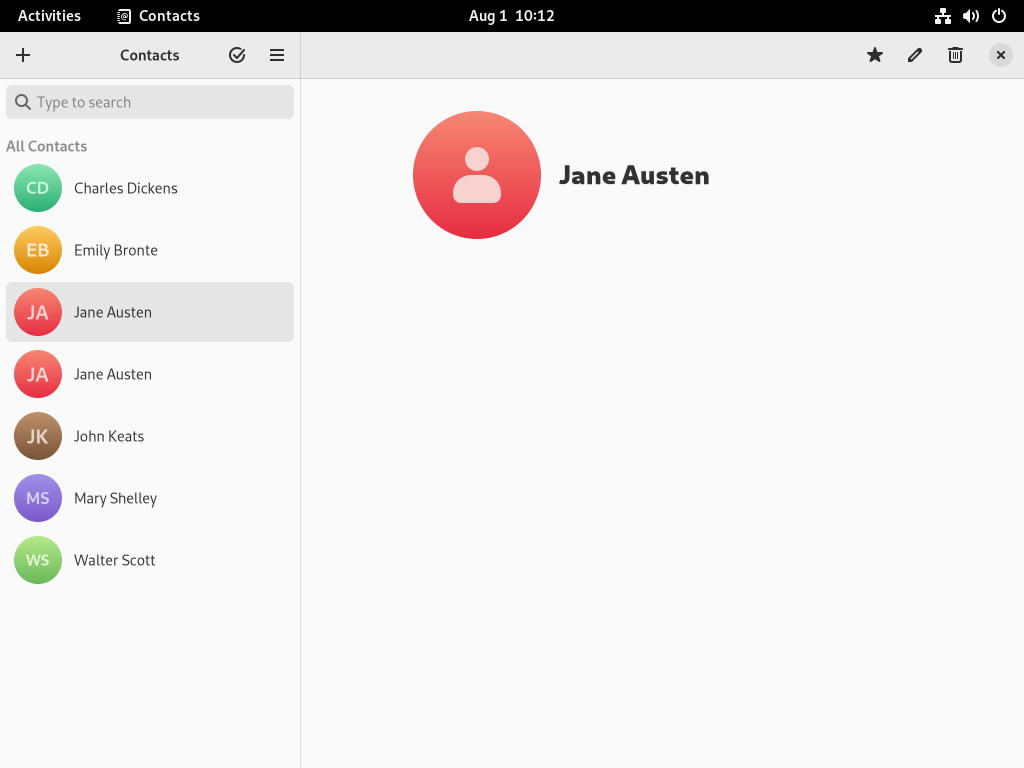 Activities Contacts Aug 1 10:12
Contacts
Type to search
All Contacts
CD Charles Dickens
EB Emily Bronte
JA Jane Austen
JA Jane Austen
JK John Keats
MS Mary Shelley
WS Walter Scott
Jane Austen